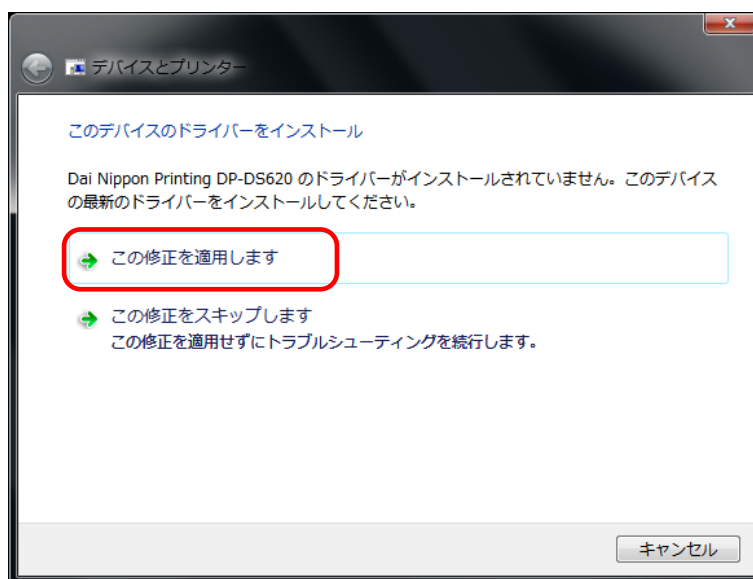 デバイスとプリンター
このデバイスのドライバーをインストール
Dai Nippon Printing DP-DS620 のドライバーがインストールされていません。このデバイス
の最新のドライバーをインストールしてください。
この修正を適用します
この修正をスキップします
この修正を適用せずにトラブルシューティングを続行します。
キャンセル